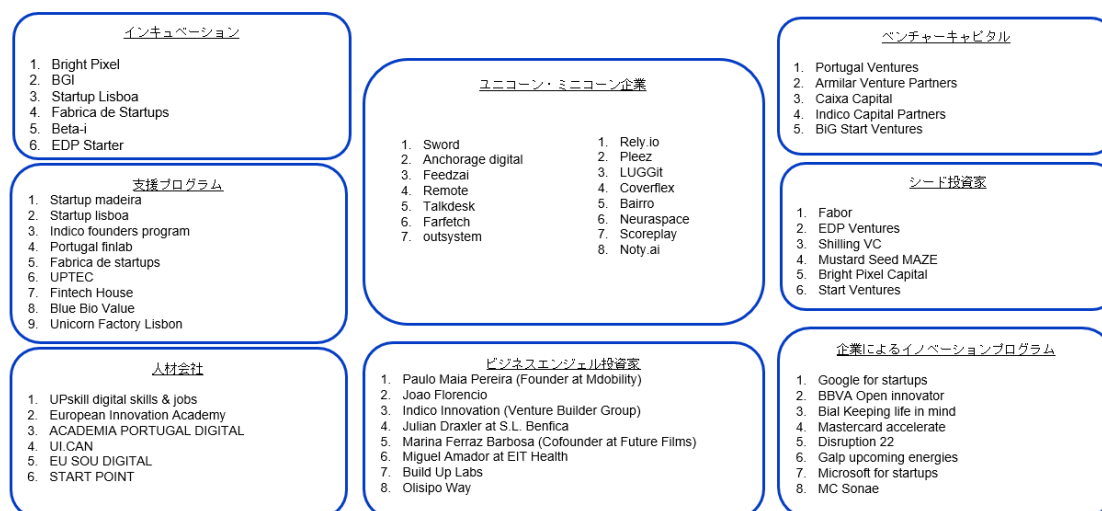 インキュベーション
1. Bright Pixel
2. BGI
3. Startup Lisboa
4. Fabrica de Startups
5. Beta-i
6. EDP Starter
支援プログラム
1. Startup madeira
2. Startup lisboa
3. Indico founders program
4. Portugal finlab
5. Fabrica de startups
6. UPTEC
7. Fintech House
8. Blue Bio Value
9. Unicorn Factory Lisbon
人材会社
1. UPskill digital skills & jobs
2. European Innovation Academy
3. ACADEMIA PORTUGAL DIGITAL
4. UI.CAN
5. EU SOU DIGITAL
6. START POINT
ユニコーン・ミニコーン企業
1. Sword
2. Anchorage digital
3. Feedzai
4. Remote
5. Talkdesk
6. Farfetch
7. outsystem
1. Rely.io
2. Pleez
3. LUGGit
4. Coverflex
5. Bairro
6. Neuraspace
7. Scoreplay
8. Noty.ai
ビジネスエンジェル投資家
1. Paulo Maia Pereira (Founder at Mdobility)
2. Joao Florencio
3. Indico Innovation (Venture Builder Group)
4. Julian Draxler at S.L. Benfica
5. Marina Ferraz Barbosa (Cofounder at Future Films)
6. Miguel Amador at EIT Health
7. Build Up Labs
8. Olisipo Way
ベンチャーキャピタル
1. Portugal Ventures
2. Armilar Venture Partners
3. Caixa Capital
4. Indico Capital Partners
5. BiG Start Ventures
シード投資家
1. Fabor
2. EDP Ventures
3. Shilling VC
4. Mustard Seed MAZE
5. Bright Pixel Capital
6. Start Ventures
企業によるイノベーションプログラム
1. Google for startups
2. BBVA Open innovator
3. Bial Keeping life in mind
4. Mastercard accelerate
5. Disruption 22
6. Galp upcoming energies
7. Microsoft for startups
8. MC Sonae